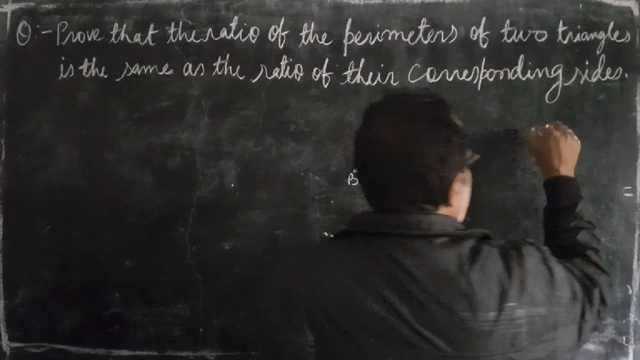 Q:- Prove that the ratio of the perimeters of two triangles
is the same as the ratio of their corresponding sides.
B